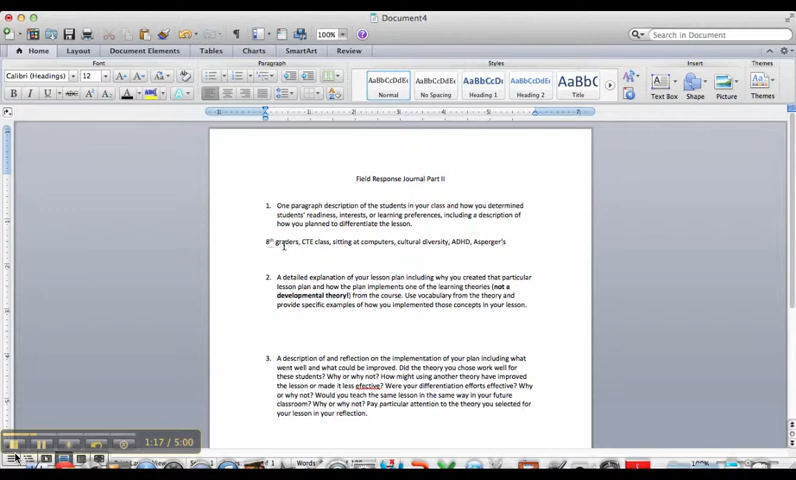 Document4
100%
Search in Document
Home Layout Document Elements Tables Charts SmartArt Review
Font Paragraph Styles Insert Themes
Calibri (Headings) 12
AaBbCcDdEe AaBbCcDdEe AaBbCcDd AaBbCcDdEe AaBbC
Normal No Spacing Heading 1 Heading 2 Title Text Box Shape Picture Themes
Field Response Journal Part II
1. One paragraph description of the students in your class and how you determined
students' readiness, interests, or learning preferences, including a description of
how you planned to differentiate the lesson.
8th graders, CTE class, sitting at computers, cultural diversity, ADHD, Asperger's
2. A detailed explanation of your lesson plan including why you created that particular
lesson plan and how the plan implements one of the learning theories (not a
developmental theory!) from the course. Use vocabulary from the theory and
provide specific examples of how you implemented those concepts in your lesson.
3. A description of and reflection on the implementation of your plan including what
went well and what could be improved. Did the theory you chose work well for
these students? Why or why not? How might using another theory have improved
the lesson or made it less efective? Were your differentiation efforts effective? Why
or why not? Would you teach the same lesson in the same way in your future
classroom? Why or why not? Pay particular attention to the theory you selected for
your lesson in your reflection.
1:17 / 5:00